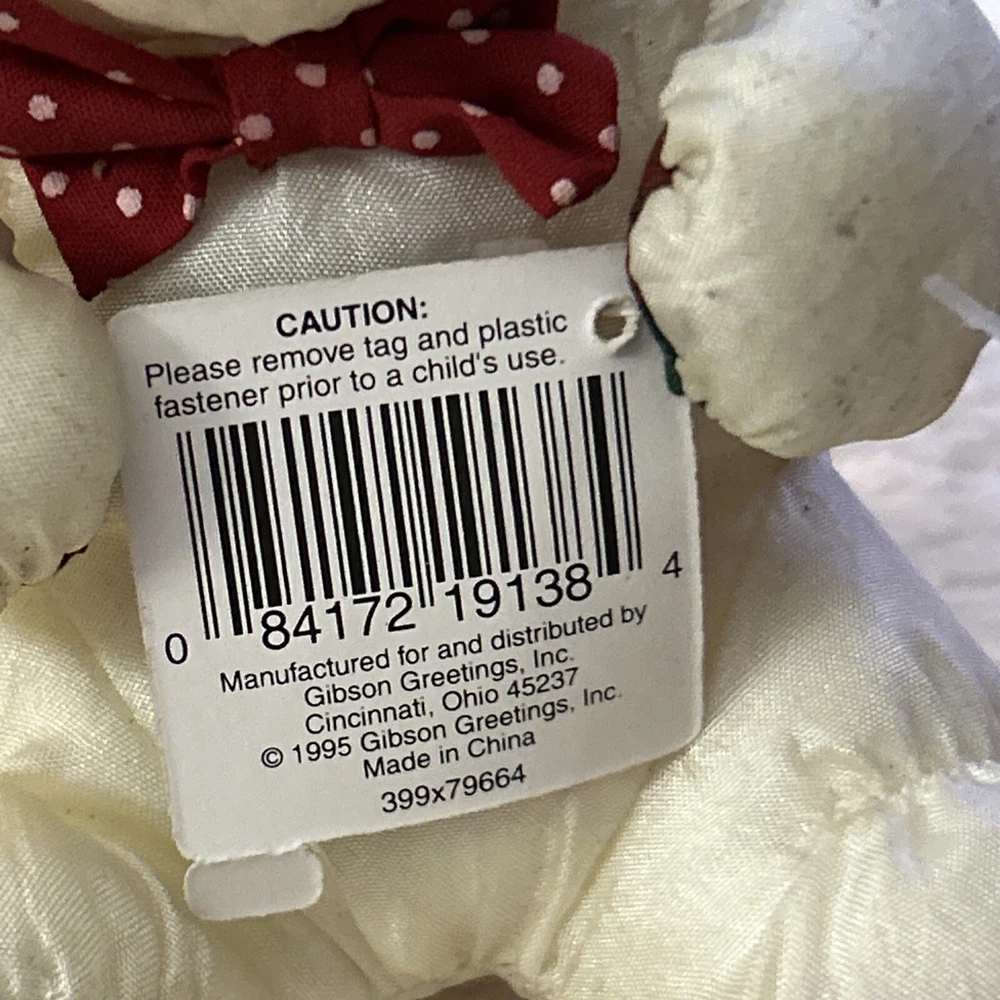 CAUTION:
Please remove tag and plastic
fastener prior to a child's use.
0 84172 19138 4
Manufactured for and distributed by
Gibson Greetings, Inc.
Cincinnati, Ohio 45237
© 1995 Gibson Greetings, Inc.
Made in China
399x79664